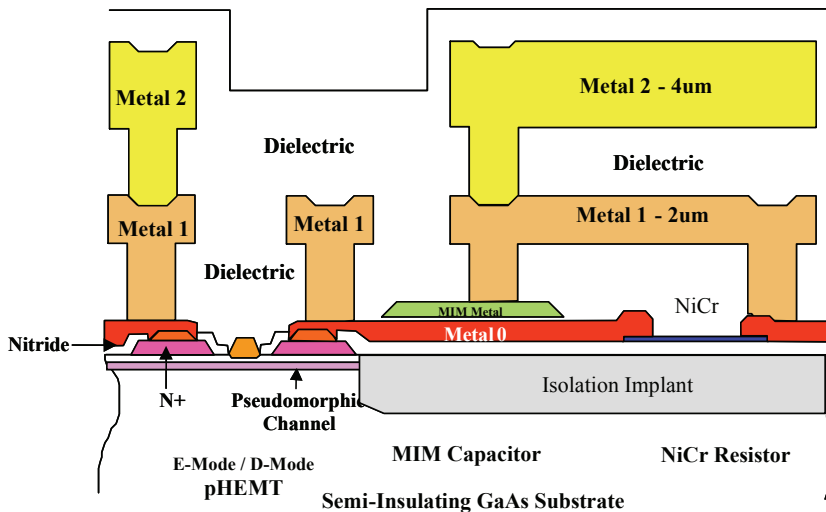 Metal 2
Metal 2 - 4um
Dielectric
Dielectric
Metal 1
Metal 1
Metal 1 - 2um
Dielectric
MIM Metal
NiCr
Metal 0
Nitride
N+
Pseudomorphic
Channel
Isolation Implant
E-Mode / D-Mode
pHEMT
MIM Capacitor
NiCr Resistor
Semi-Insulating GaAs Substrate